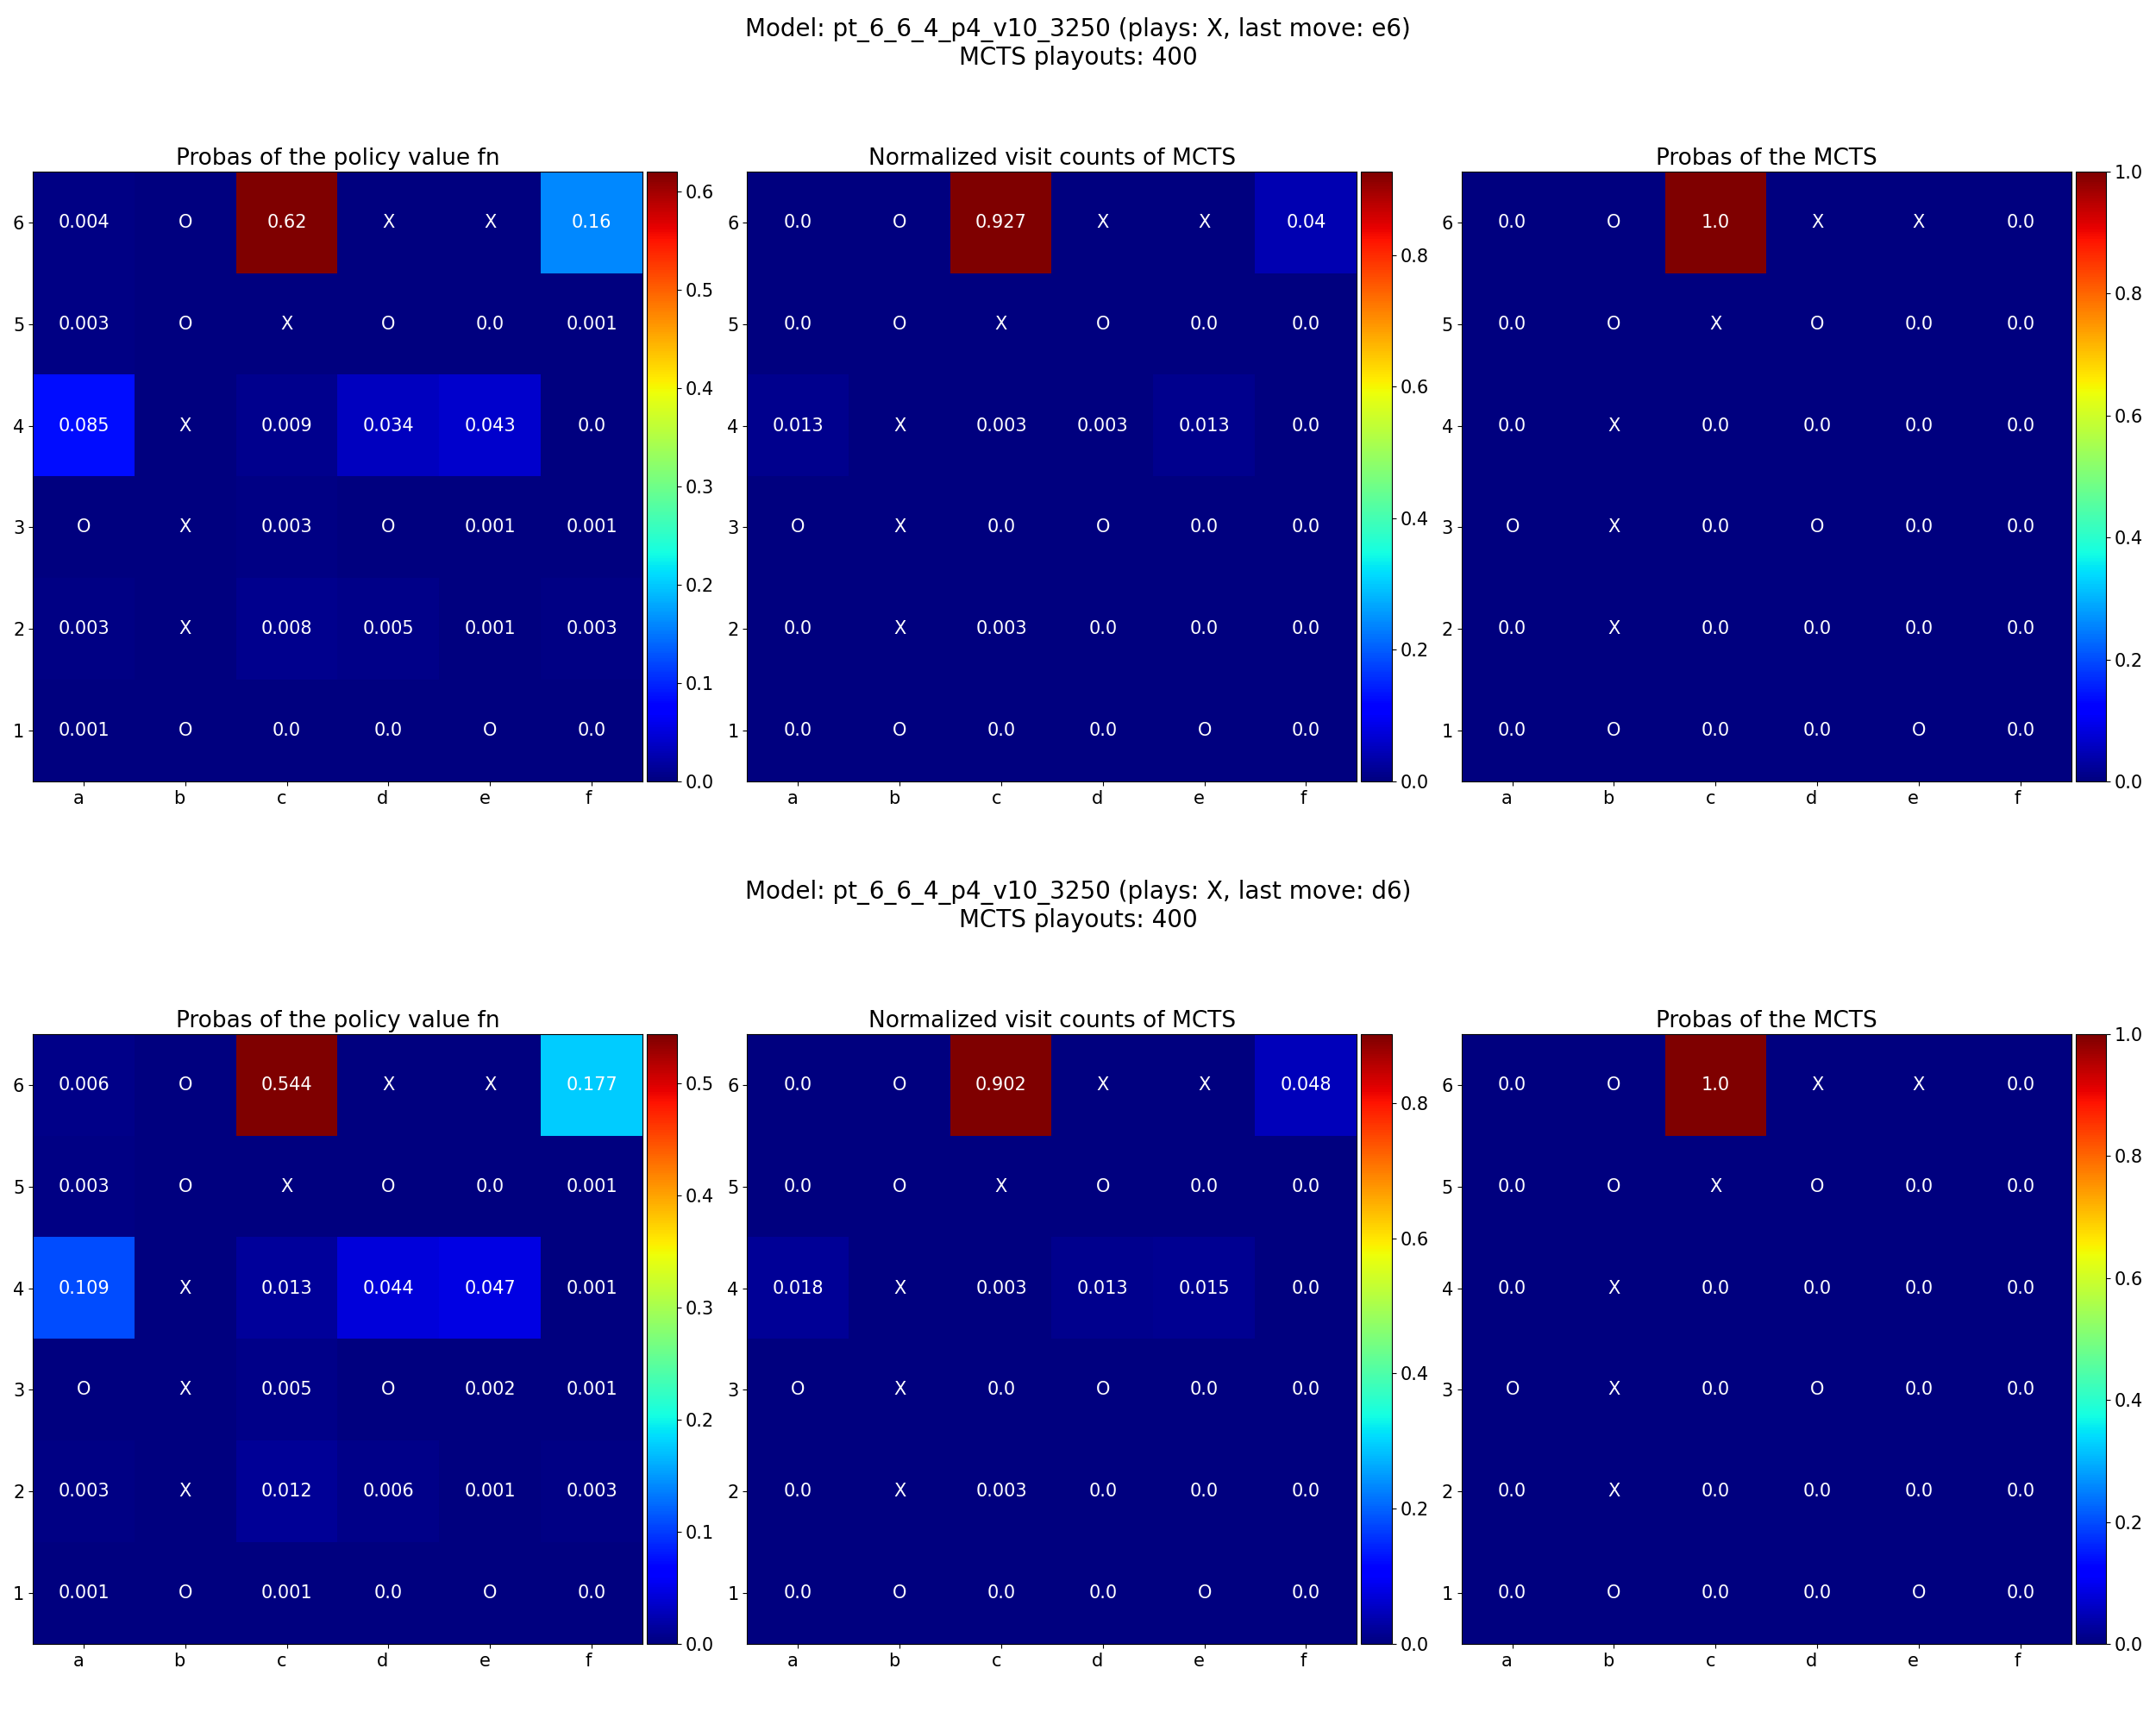 Model: pt_6_6_4_p4_v10_3250 (plays: X, last move: e6)
MCTS playouts: 400
Probas of the policy value fn
6 0.004 O 0.62 X X 0.16
5 0.003 O X O 0.0 0.001
4 0.085 X 0.009 0.034 0.043 0.0
3 O X 0.003 O 0.001 0.001
2 0.003 X 0.008 0.005 0.001 0.003
1 0.001 O 0.0 0.0 O 0.0
a b c d e f
0.6
0.5
0.4
0.3
0.2
0.1
0.0
Normalized visit counts of MCTS
6 0.0 O 0.927 X X 0.04
5 0.0 O X O 0.0 0.0
4 0.013 X 0.003 0.003 0.013 0.0
3 O X 0.0 O 0.0 0.0
2 0.0 X 0.003 0.0 0.0 0.0
1 0.0 O 0.0 0.0 O 0.0
a b c d e f
0.8
0.6
0.4
0.2
0.0
Probas of the MCTS
6 0.0 O 1.0 X X 0.0
5 0.0 O X O 0.0 0.0
4 0.0 X 0.0 0.0 0.0 0.0
3 O X 0.0 O 0.0 0.0
2 0.0 X 0.0 0.0 0.0 0.0
1 0.0 O 0.0 0.0 O 0.0
a b c d e f
1.0
0.8
0.6
0.4
0.2
0.0
Model: pt_6_6_4_p4_v10_3250 (plays: X, last move: d6)
MCTS playouts: 400
Probas of the policy value fn
6 0.006 O 0.544 X X 0.177
5 0.003 O X O 0.0 0.001
4 0.109 X 0.013 0.044 0.047 0.001
3 O X 0.005 O 0.002 0.001
2 0.003 X 0.012 0.006 0.001 0.003
1 0.001 O 0.001 0.0 O 0.0
a b c d e f
0.5
0.4
0.3
0.2
0.1
0.0
Normalized visit counts of MCTS
6 0.0 O 0.902 X X 0.048
5 0.0 O X O 0.0 0.0
4 0.018 X 0.003 0.013 0.015 0.0
3 O X 0.0 O 0.0 0.0
2 0.0 X 0.003 0.0 0.0 0.0
1 0.0 O 0.0 0.0 O 0.0
a b c d e f
0.8
0.6
0.4
0.2
0.0
Probas of the MCTS
6 0.0 O 1.0 X X 0.0
5 0.0 O X O 0.0 0.0
4 0.0 X 0.0 0.0 0.0 0.0
3 O X 0.0 O 0.0 0.0
2 0.0 X 0.0 0.0 0.0 0.0
1 0.0 O 0.0 0.0 O 0.0
a b c d e f
1.0
0.8
0.6
0.4
0.2
0.0